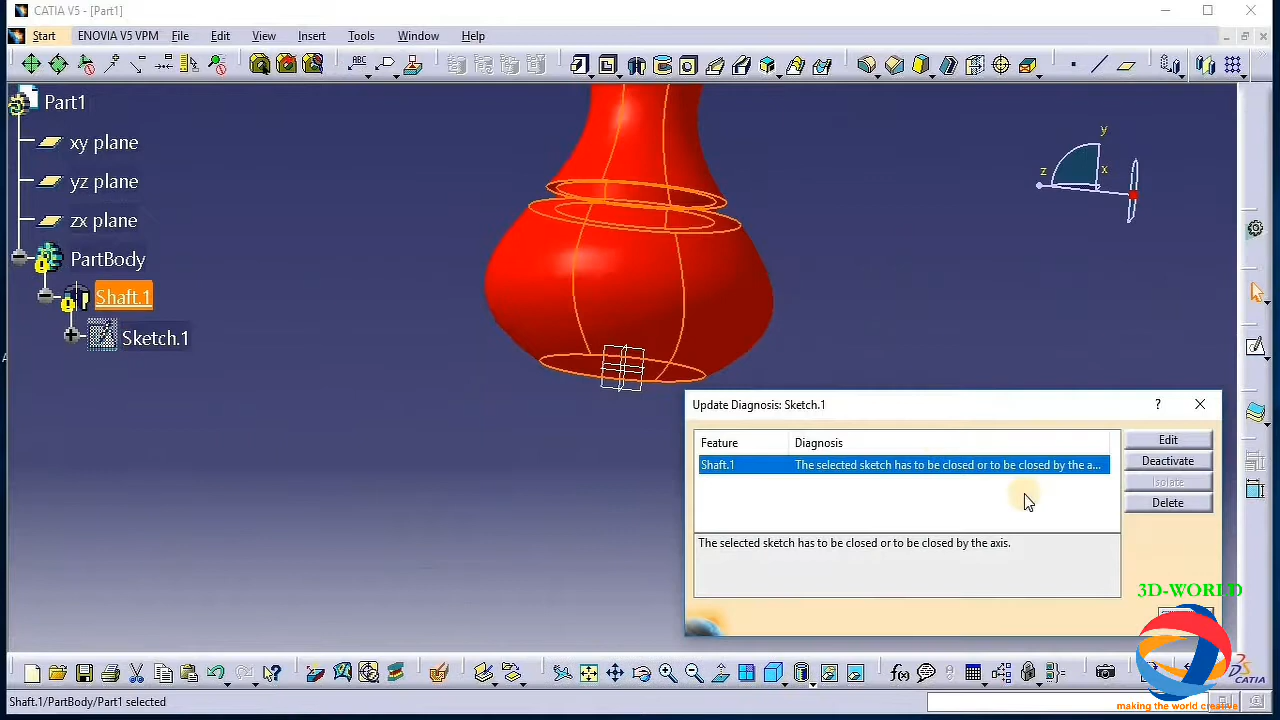 CATIA V5 - [Part1]
Start ENOVIA V5 VPM File Edit View Insert Tools Window Help
ABC
Part1
xy plane
yz plane
zx plane
PartBody
Shaft.1
Sketch.1
y
z
x
Update Diagnosis: Sketch.1 ?
Feature Diagnosis
Shaft.1 The selected sketch has to be closed or to be closed by the a...
Edit
Deactivate
Isolate
Delete
The selected sketch has to be closed or to be closed by the axis.
3D-WORLD
making the world creative
CATIA
f(x)
Shaft.1/PartBody/Part1 selected